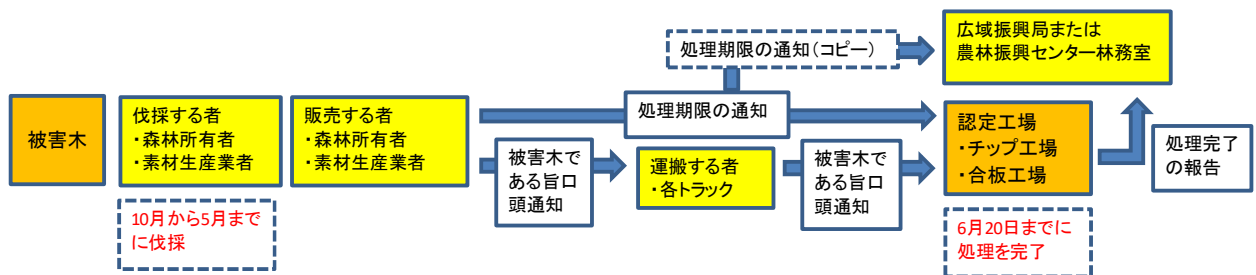 処理期限の通知(コピー)
広域振興局または
農林振興センター林務室
被害木
伐採する者
・森林所有者
・素材生産業者
販売する者
・森林所有者
・素材生産業者
処理期限の通知
被害木で
ある旨口
頭通知
運搬する者
・各トラック
被害木で
ある旨口
頭通知
認定工場
・チップ工場
・合板工場
処理完了
の報告
10月から5月まで
に伐採
6月20日までに
処理を完了